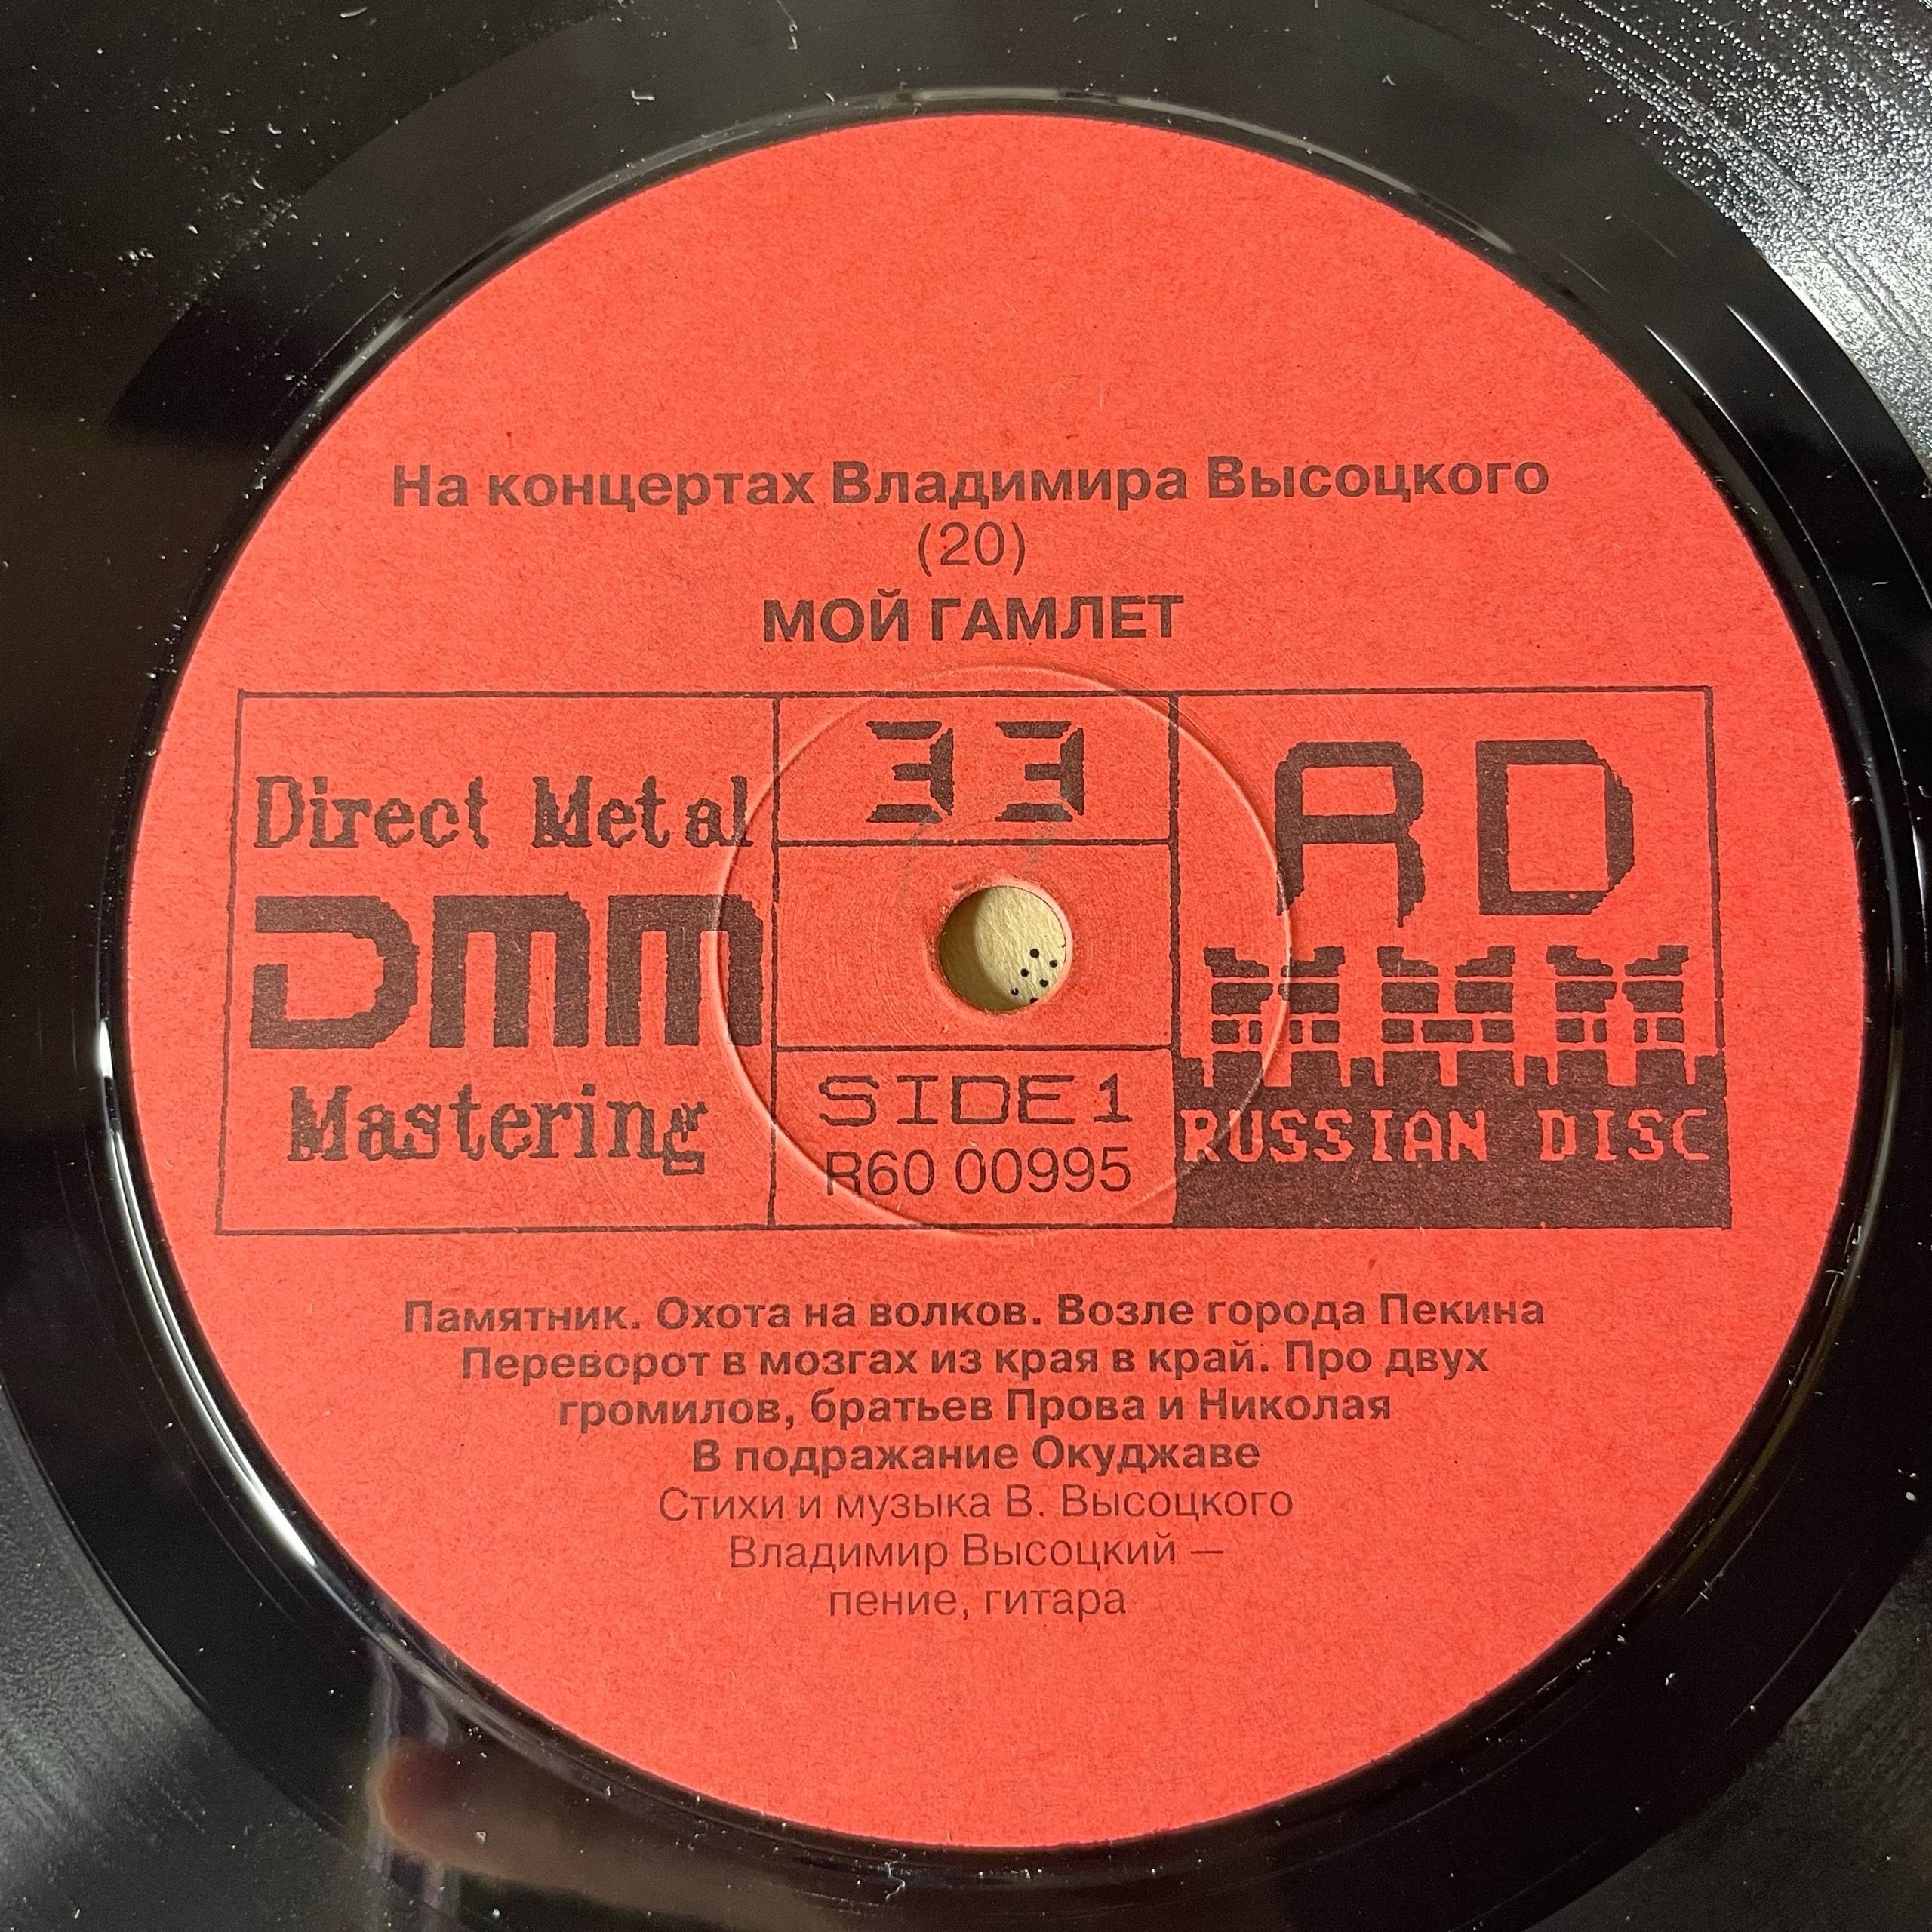 На концертах Владимира Высоцкого
(20)
МОЙ ГАМЛЕТ
Direct Metal
DMM
Mastering
33
SIDE 1
R60 00995
RD
RUSSIAN DISC
Памятник. Охота на волков. Возле города Пекина
Переворот в мозгах из края в край. Про двух
громилов, братьев Прова и Николая
В подражание Окуджаве
Стихи и музыка В. Высоцкого
Владимир Высоцкий —
пение, гитара